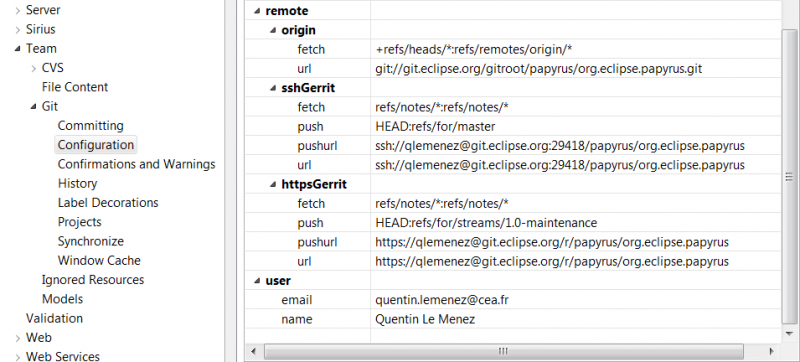 Server
Sirius
Team
CVS
File Content
Git
Committing
Configuration
Confirmations and Warnings
History
Label Decorations
Projects
Synchronize
Window Cache
Ignored Resources
Models
Validation
Web
Web Services
remote
origin
fetch +refs/heads/*:refs/remotes/origin/*
url git://git.eclipse.org/gitroot/papyrus/org.eclipse.papyrus.git
sshGerrit
fetch refs/notes/*:refs/notes/*
push HEAD:refs/for/master
pushurl ssh://qlemenez@git.eclipse.org:29418/papyrus/org.eclipse.papyrus
url ssh://qlemenez@git.eclipse.org:29418/papyrus/org.eclipse.papyrus
httpsGerrit
fetch refs/notes/*:refs/notes/*
push HEAD:refs/for/streams/1.0-maintenance
pushurl https://qlemenez@git.eclipse.org/r/papyrus/org.eclipse.papyrus
url https://qlemenez@git.eclipse.org/r/papyrus/org.eclipse.papyrus
user
email quentin.lemenez@cea.fr
name Quentin Le Menez